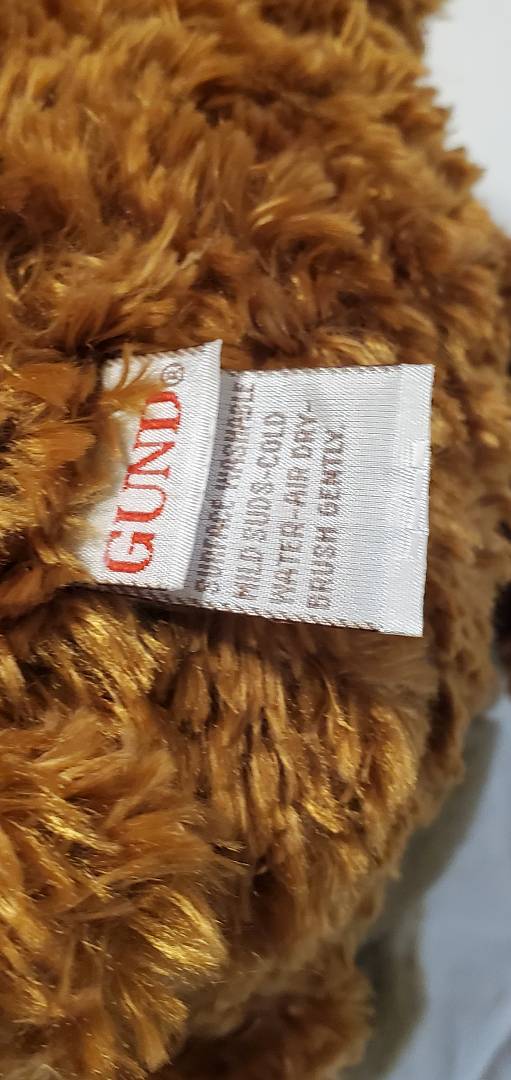 GUND®
SURFACE WASHABLE
MILD SUDS-COLD
WATER-AIR DRY-
BRUSH GENTLY